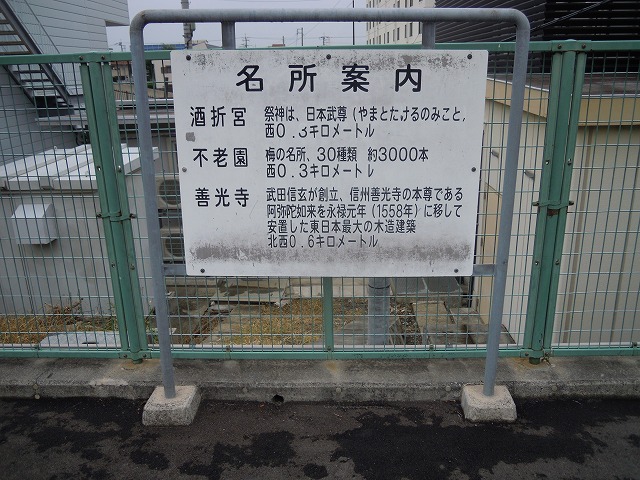 名所案内
酒折宮 祭神は、日本武尊(やまとたけるのみこと,
西0.3キロメートル
不老園 梅の名所、30種類 約3000本
西0.3キロメートレ
善光寺 武田信玄が創立、信州善光寺の本尊である
阿弥陀如来を永禄元年(1558年)に移して
安置した東日本最大の木造建築
北西0.6キロメートル